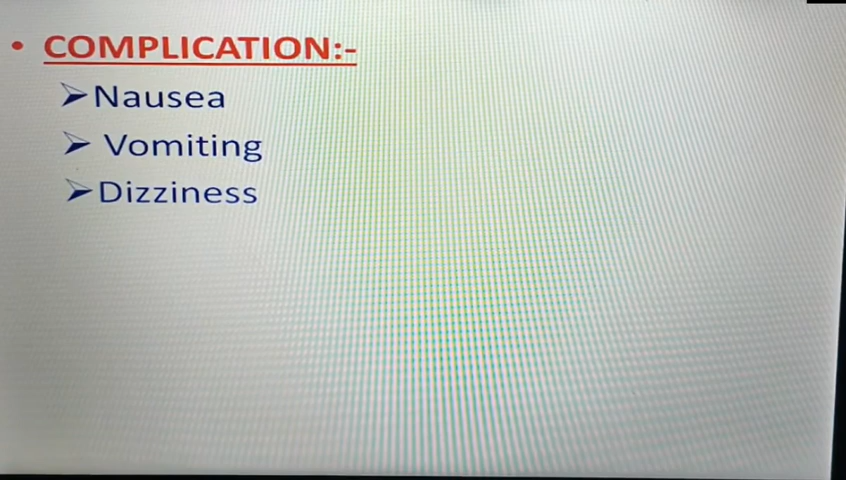 • COMPLICATION:-
➢Nausea
➢ Vomiting
➢Dizziness